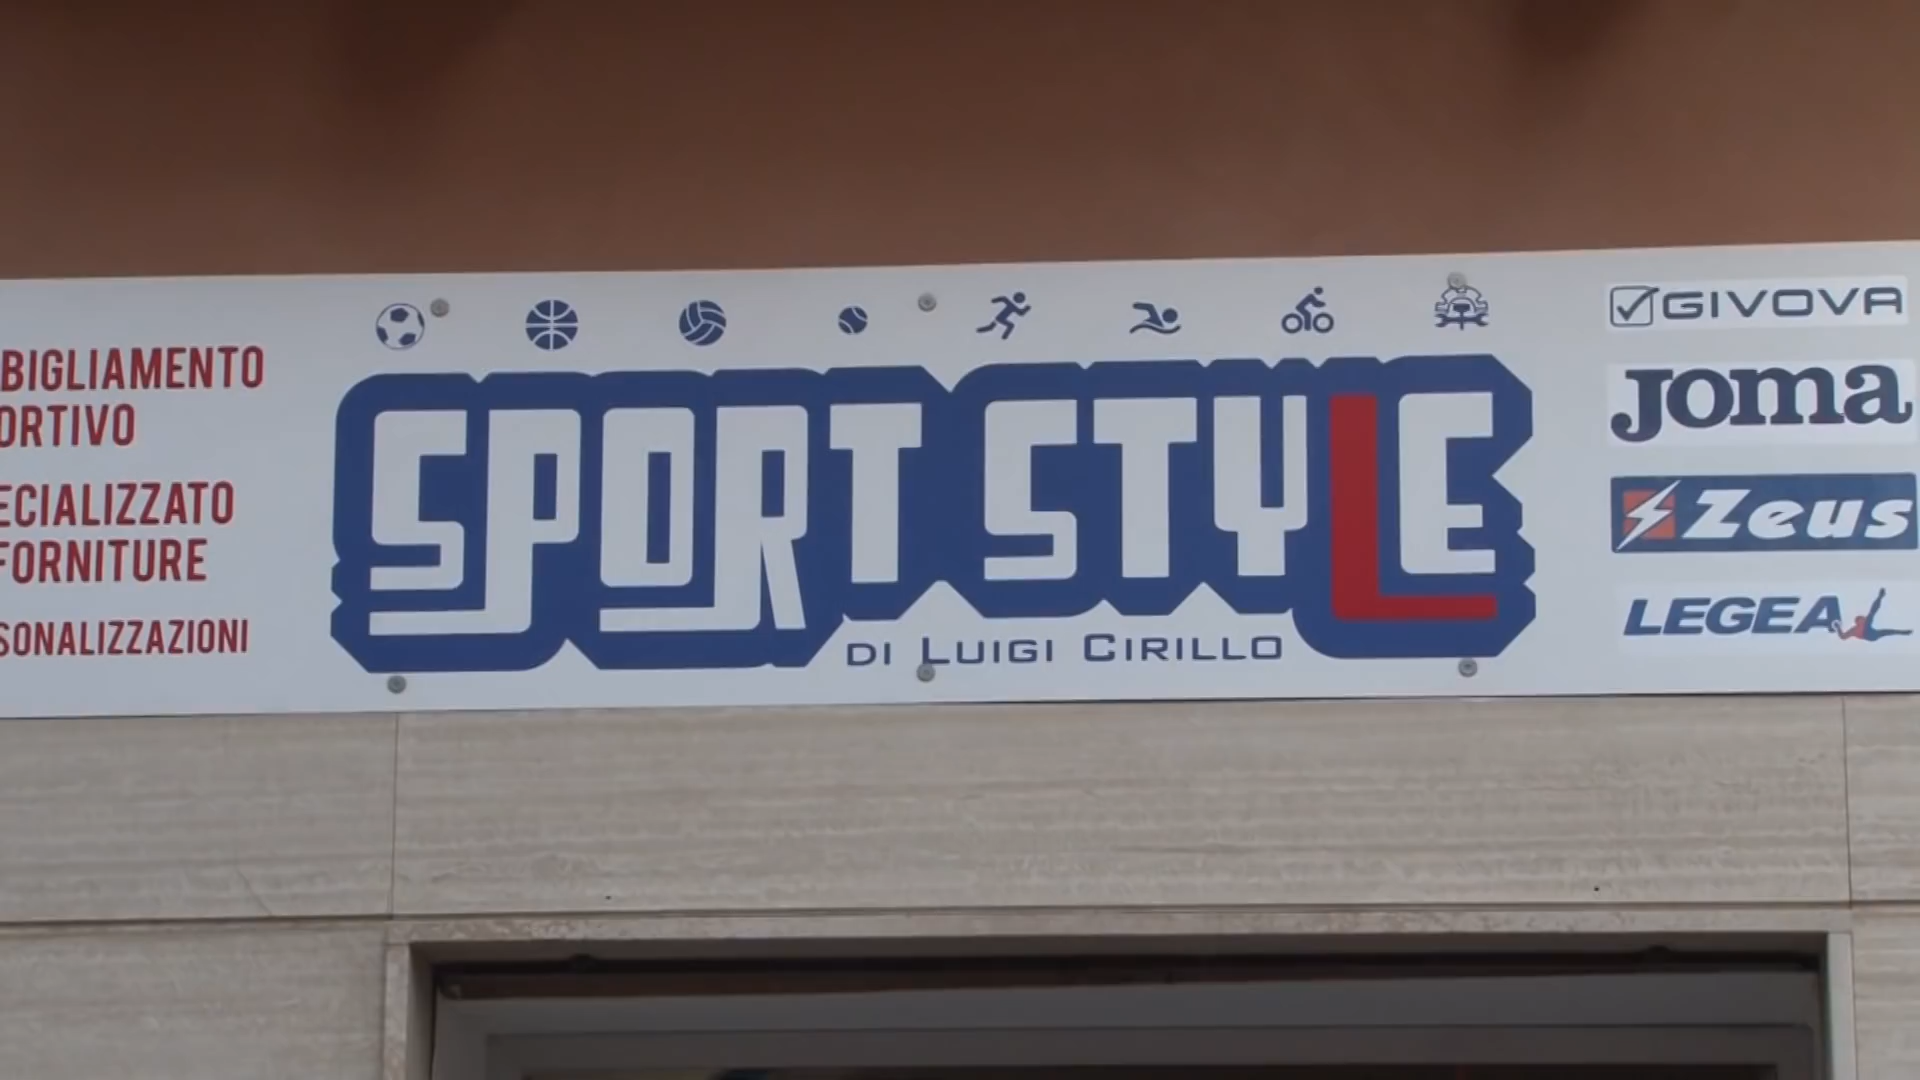 BIGLIAMENTO
ORTIVO
ECIALIZZATO
FORNITURE
SONALIZZAZIONI
SPORT STYLE
DI LUIGI CIRILLO
GIVOVA
JOMA
Zeus
LEGEA